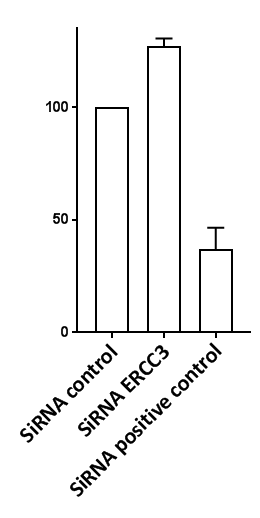 100
50
0
SiRNA control
SiRNA ERCC3
SiRNA positive control